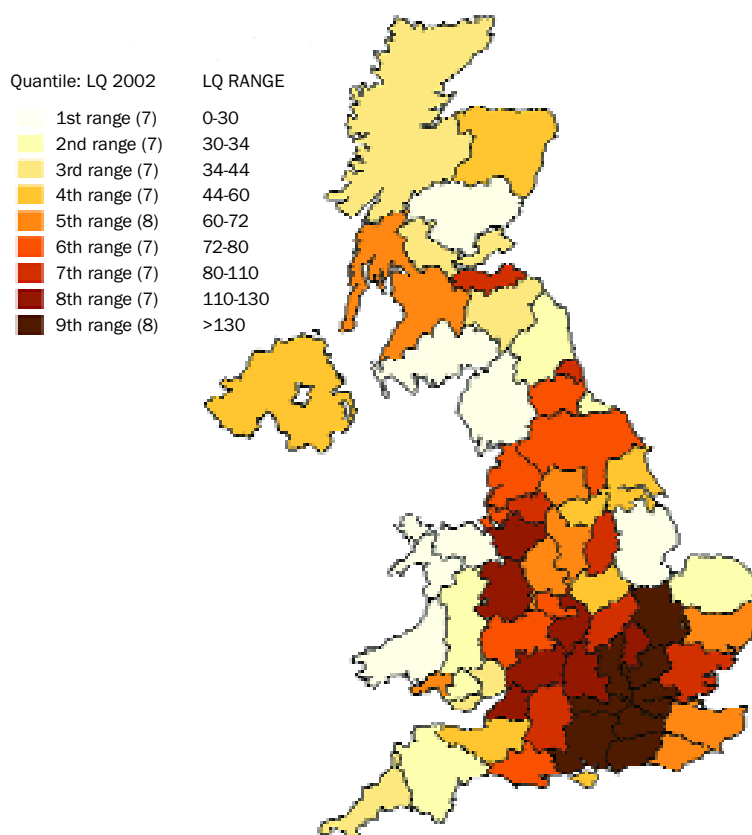 Quantile: LQ 2002 LQ RANGE
1st range (7) 0-30
2nd range (7) 30-34
3rd range (7) 34-44
4th range (7) 44-60
5th range (8) 60-72
6th range (7) 72-80
7th range (7) 80-110
8th range (7) 110-130
9th range (8) >130